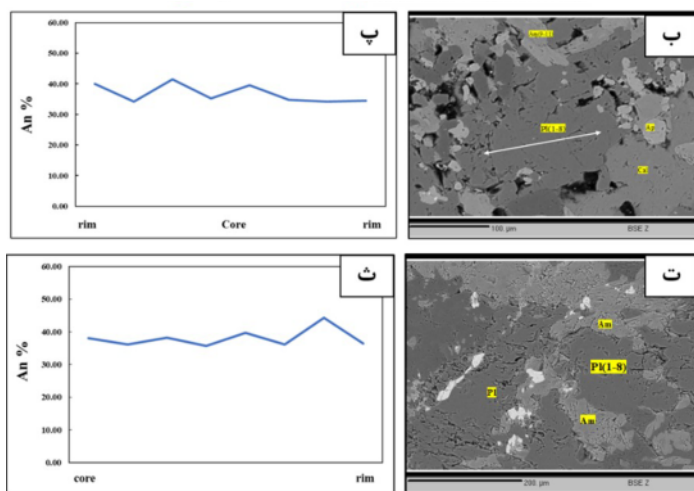 پ
60.00
50.00
40.00
30.00
20.00
10.00
0.00
An %
rim Core rim
ب
Pl(1-8)
Ap
100 μm BSE Z
ث
60.00
50.00
40.00
30.00
20.00
10.00
0.00
An %
core rim
ت
Am
Pl(1-8)
Pl
Am
200 μm BSE Z